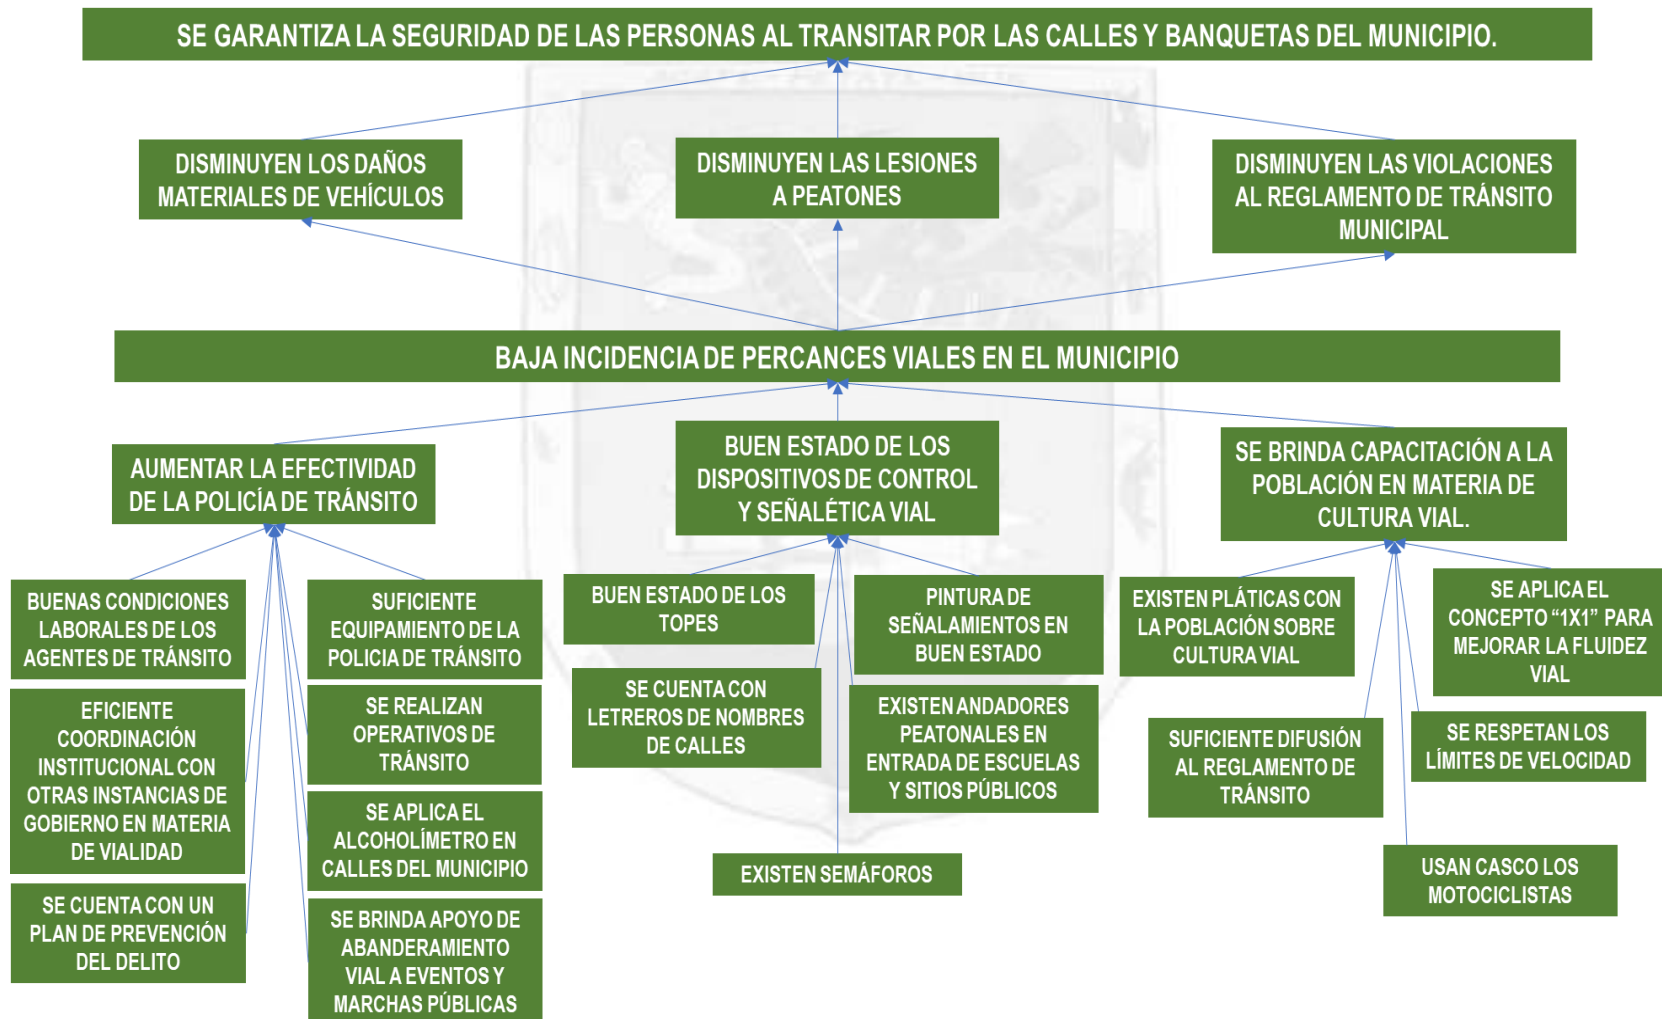 SE GARANTIZA LA SEGURIDAD DE LAS PERSONAS AL TRANSITAR POR LAS CALLES Y BANQUETAS DEL MUNICIPIO.
DISMINUYEN LOS DAÑOS
MATERIALES DE VEHÍCULOS
DISMINUYEN LAS LESIONES
A PEATONES
DISMINUYEN LAS VIOLACIONES
AL REGLAMENTO DE TRÁNSITO
MUNICIPAL
BAJA INCIDENCIA DE PERCANCES VIALES EN EL MUNICIPIO
AUMENTAR LA EFECTIVIDAD
DE LA POLICÍA DE TRÁNSITO
BUEN ESTADO DE LOS
DISPOSITIVOS DE CONTROL
Y SEÑALÉTICA VIAL
SE BRINDA CAPACITACIÓN A LA
POBLACIÓN EN MATERIA DE
CULTURA VIAL.
BUENAS CONDICIONES
LABORALES DE LOS
AGENTES DE TRÁNSITO
SUFICIENTE
EQUIPAMIENTO DE LA
POLICIA DE TRÁNSITO
EFICIENTE
COORDINACIÓN
INSTITUCIONAL CON
OTRAS INSTANCIAS DE
GOBIERNO EN MATERIA
DE VIALIDAD
SE REALIZAN
OPERATIVOS DE
TRÁNSITO
SE APLICA EL
ALCOHOLÍMETRO EN
CALLES DEL MUNICIPIO
SE CUENTA CON UN
PLAN DE PREVENCIÓN
DEL DELITO
SE BRINDA APOYO DE
ABANDERAMIENTO
VIAL A EVENTOS Y
MARCHAS PÚBLICAS
BUEN ESTADO DE LOS
TOPES
PINTURA DE
SEÑALAMIENTOS EN
BUEN ESTADO
SE CUENTA CON
LETREROS DE NOMBRES
DE CALLES
EXISTEN ANDADORES
PEATONALES EN
ENTRADA DE ESCUELAS
Y SITIOS PÚBLICOS
EXISTEN SEMÁFOROS
EXISTEN PLÁTICAS CON
LA POBLACIÓN SOBRE
CULTURA VIAL
SE APLICA EL
CONCEPTO “1X1” PARA
MEJORAR LA FLUIDEZ
VIAL
SUFICIENTE DIFUSIÓN
AL REGLAMENTO DE
TRÁNSITO
SE RESPETAN LOS
LÍMITES DE VELOCIDAD
USAN CASCO LOS
MOTOCICLISTAS